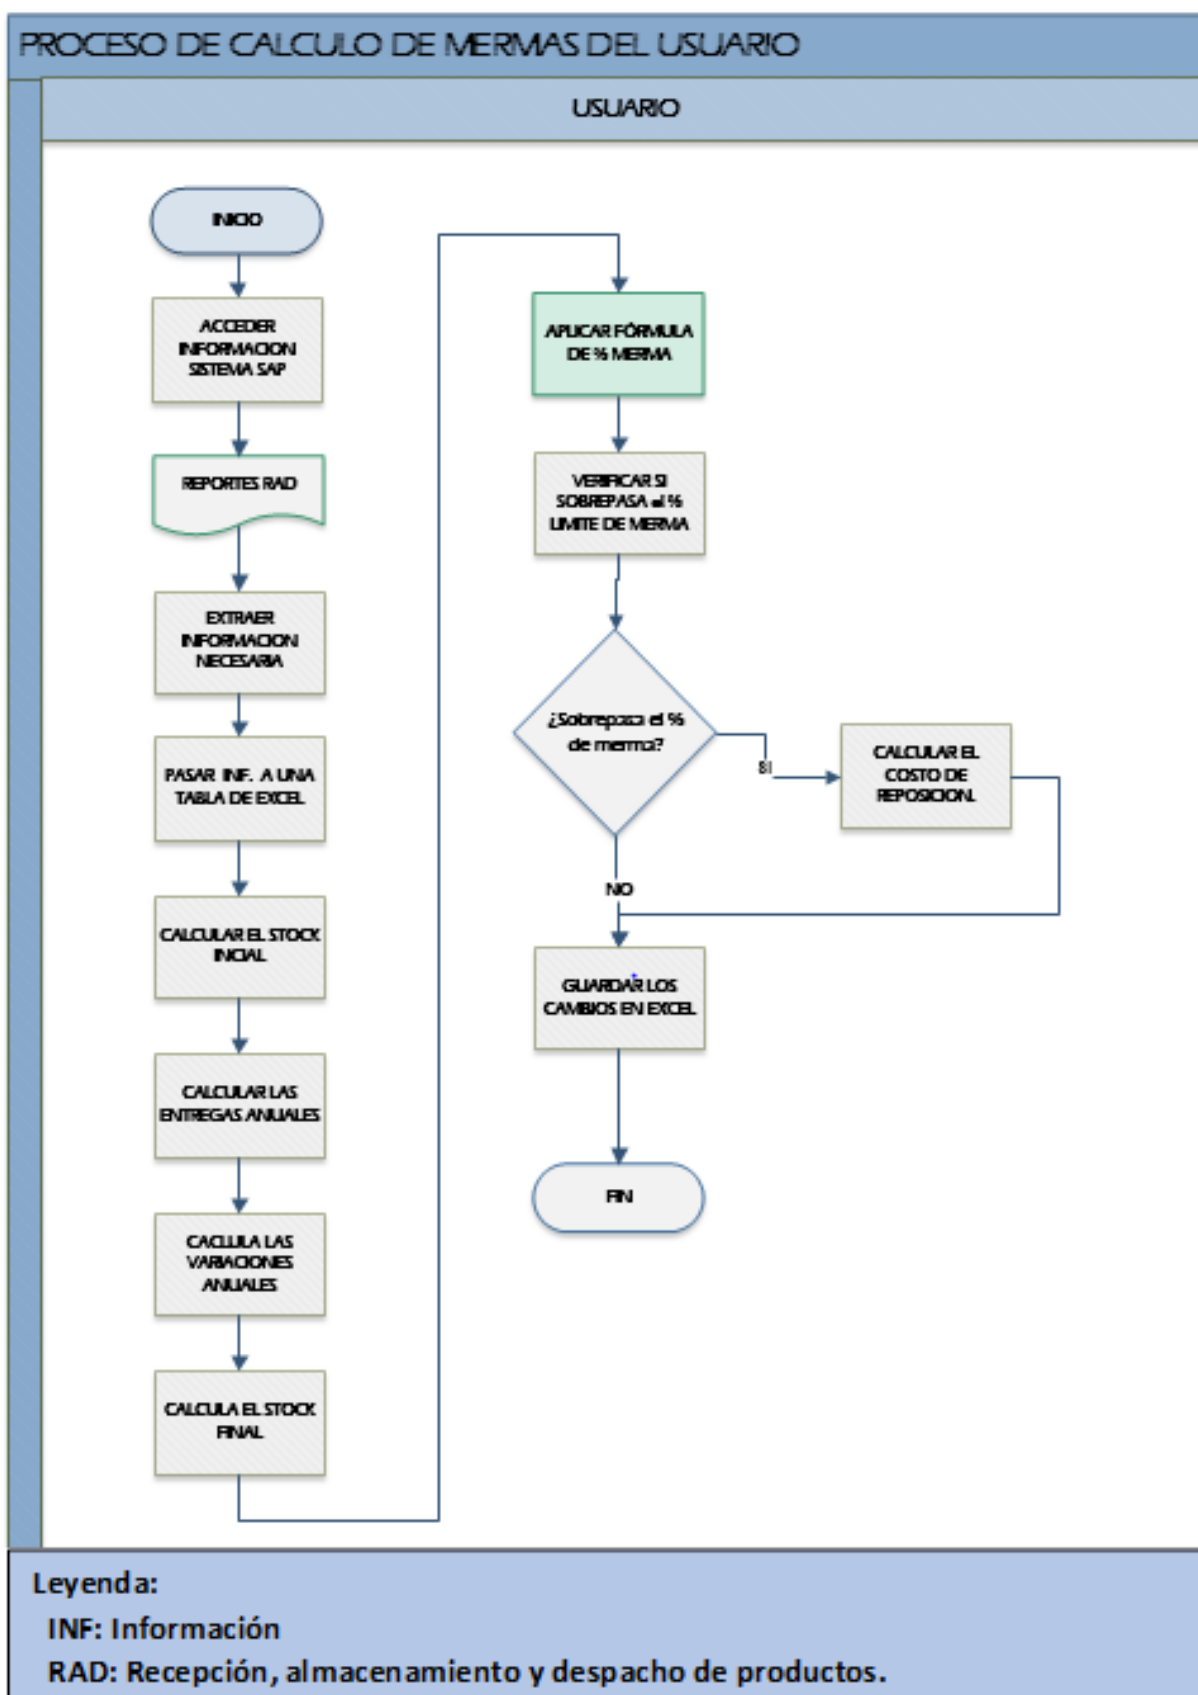 PROCESO DE CALCULO DE MERMAS DEL USUARIO
USUARIO
INICIO
ACCEDER
INFORMACION
SISTEMA SAP
REPORTES RAD
EXTRAER
INFORMACION
NECESARIA
PASAR INF. A UNA
TABLA DE EXCEL
CALCULAR EL STOCK
INICIAL
CALCULAR LAS
ENTREGAS ANUALES
CACLULA LAS
VARIACIONES
ANUALES
CALCULA EL STOCK
FINAL
APLICAR FÓRMULA
DE % MERMA
VERIFICAR SI
SOBREPASA el %
LIMITE DE MERMA
¿Sobrepasa el %
de merma?
SI
CALCULAR EL
COSTO DE
REPOSICION.
NO
GUARDAR LOS
CAMBIOS EN EXCEL
FIN
Leyenda:
INF: Información
RAD: Recepción, almacenamiento y despacho de productos.